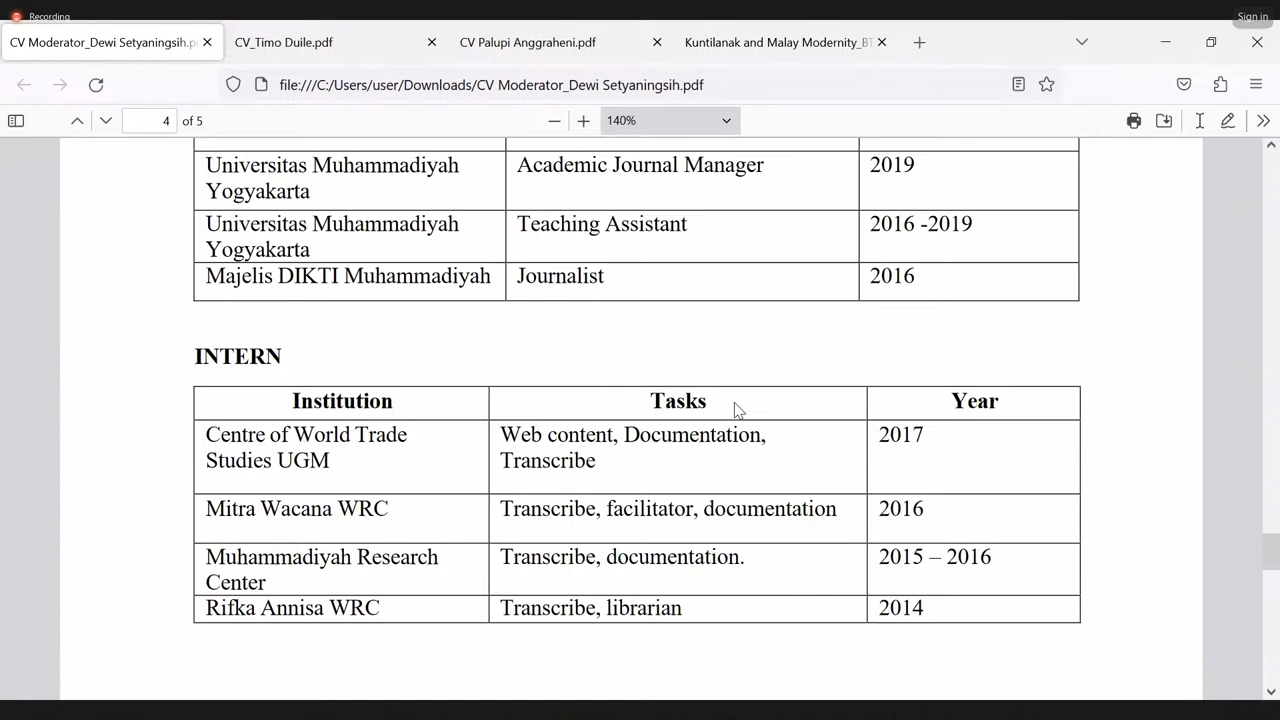 Recording
Sign in
CV Moderator_Dewi Setyaningsih.p
CV_Timo Duile.pdf
CV Palupi Anggraheni.pdf
Kuntilanak and Malay Modernity_BT
file:///C:/Users/user/Downloads/CV Moderator_Dewi Setyaningsih.pdf
4 of 5
140%
Universitas Muhammadiyah
Yogyakarta
Academic Journal Manager
2019
Universitas Muhammadiyah
Yogyakarta
Teaching Assistant
2016 -2019
Majelis DIKTI Muhammadiyah
Journalist
2016
INTERN
Institution
Tasks
Year
Centre of World Trade
Studies UGM
Web content, Documentation,
Transcribe
2017
Mitra Wacana WRC
Transcribe, facilitator, documentation
2016
Muhammadiyah Research
Center
Transcribe, documentation.
2015 – 2016
Rifka Annisa WRC
Transcribe, librarian
2014